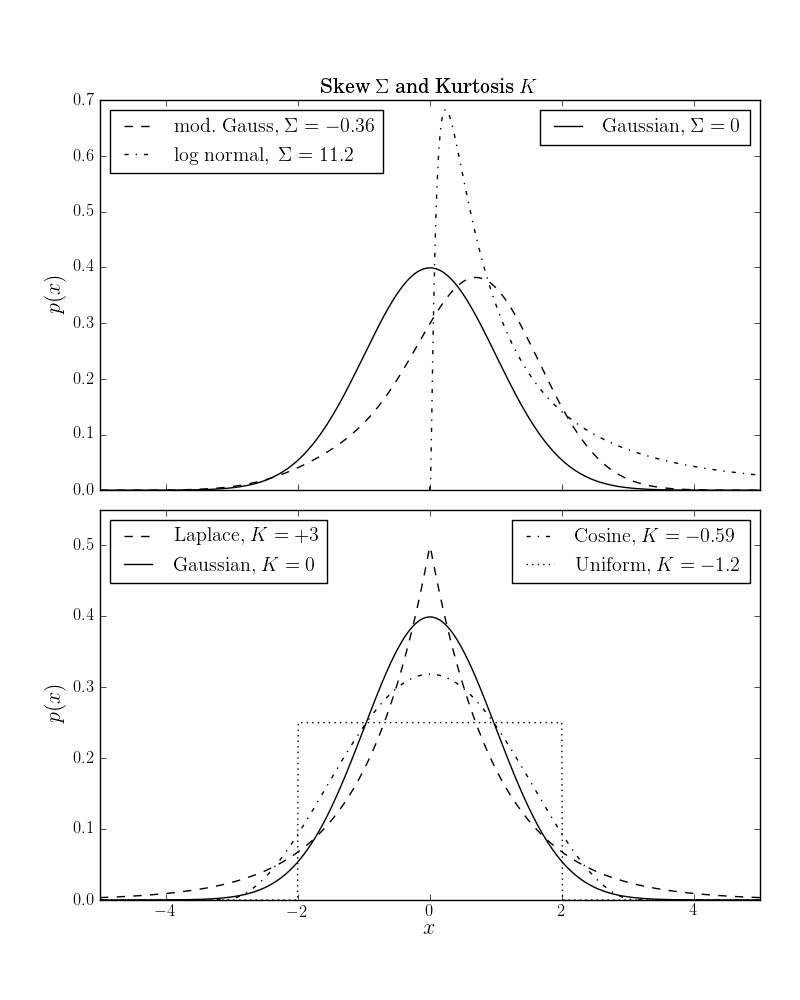 Skew Σ and Kurtosis K
0.7
0.6
0.5
0.4
0.3
0.2
0.1
0.0
p(x)
mod. Gauss, Σ = −0.36
log normal, Σ = 11.2
Gaussian, Σ = 0
0.5
0.4
0.3
0.2
0.1
0.0
p(x)
Laplace, K = +3
Gaussian, K = 0
Cosine, K = −0.59
Uniform, K = −1.2
−4 −2 0 2 4
x